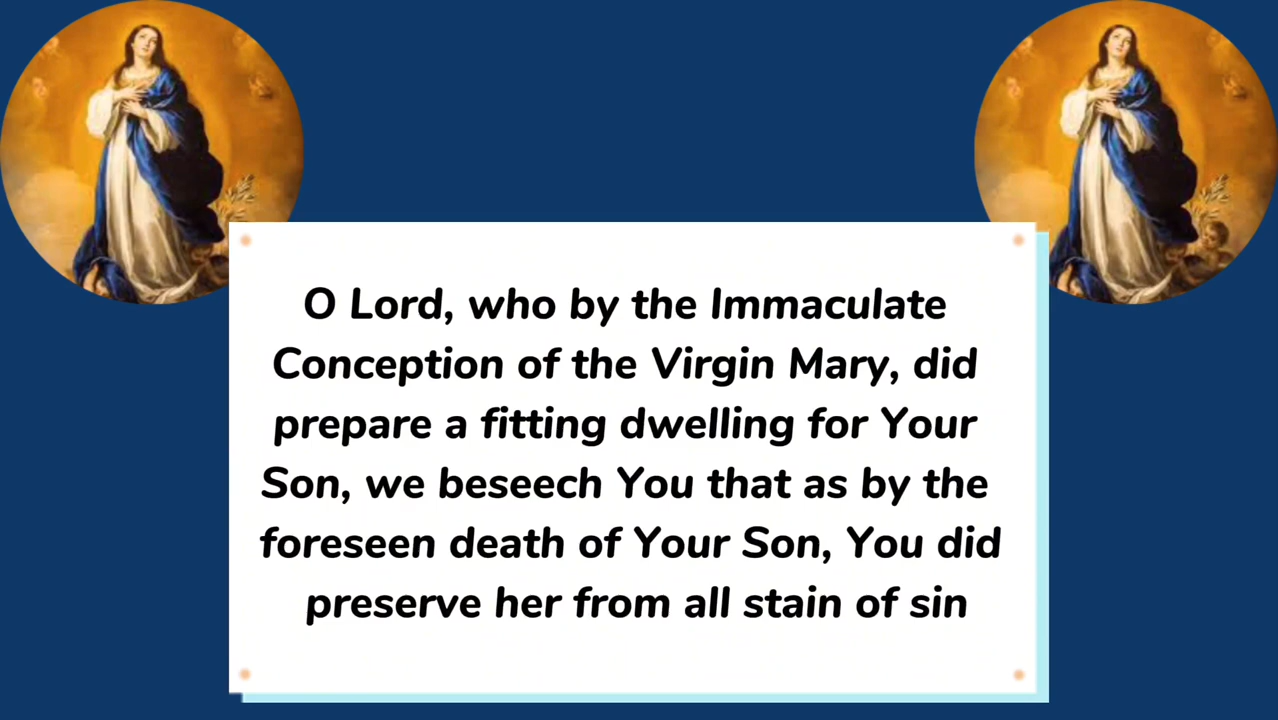 O Lord, who by the Immaculate
Conception of the Virgin Mary, did
prepare a fitting dwelling for Your
Son, we beseech You that as by the
foreseen death of Your Son, You did
preserve her from all stain of sin